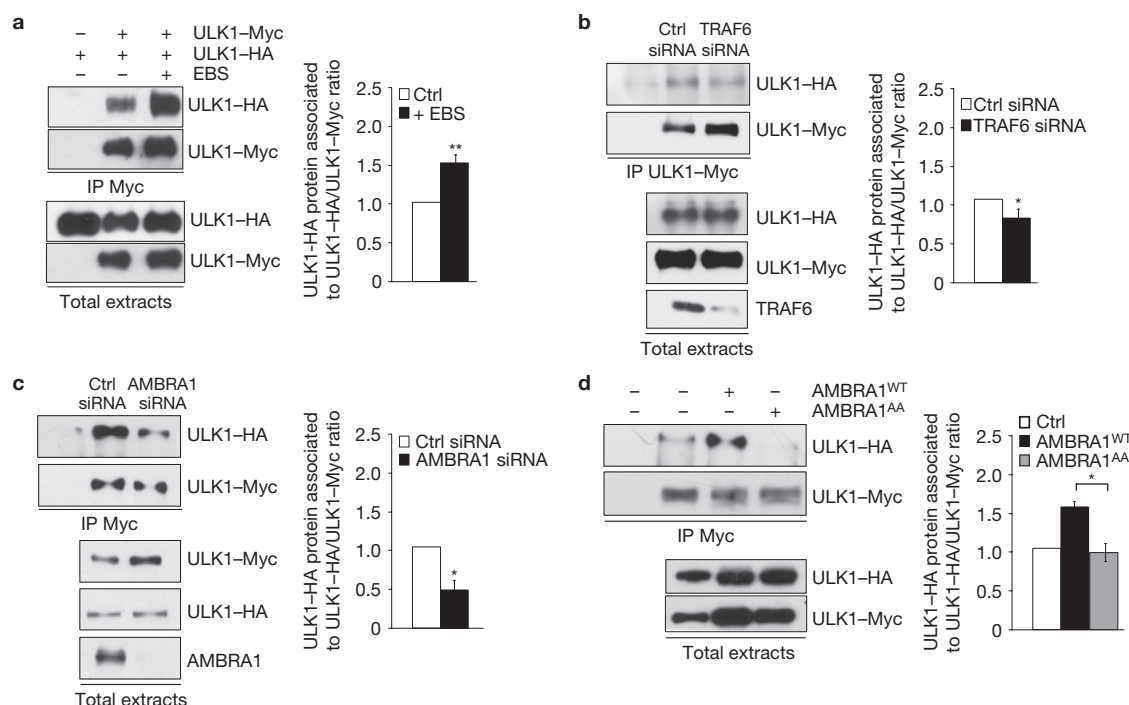 a
– + + ULK1–Myc
+ + + ULK1–HA
– – + EBS
ULK1–HA
ULK1–Myc
IP Myc
ULK1–HA
ULK1–Myc
Total extracts
ULK1–HA protein associated
to ULK1–HA/ULK1–Myc ratio
2.5
2.0
1.5
1.0
0.5
0
Ctrl
+ EBS
**
b
Ctrl TRAF6
siRNA siRNA
ULK1–HA
ULK1–Myc
IP ULK1–Myc
ULK1–HA
ULK1–Myc
TRAF6
Total extracts
ULK1–HA protein associated
to ULK1–HA/ULK1–Myc ratio
2.5
2.0
1.5
1.0
0.5
0
Ctrl siRNA
TRAF6 siRNA
*
c
Ctrl AMBRA1
siRNA siRNA
ULK1–HA
ULK1–Myc
IP Myc
ULK1–Myc
ULK1–HA
AMBRA1
Total extracts
ULK1–HA protein associated
to ULK1–HA/ULK1–Myc ratio
2.5
2.0
1.5
1.0
0.5
0
Ctrl siRNA
AMBRA1 siRNA
*
d
– – + – AMBRA1WT
– – – + AMBRA1AA
ULK1–HA
ULK1–Myc
IP Myc
ULK1–HA
ULK1–Myc
Total extracts
ULK1–HA protein associated
to ULK1–HA/ULK1–Myc ratio
2.5
2.0
1.5
1.0
0.5
0
Ctrl
AMBRA1WT
AMBRA1AA
*